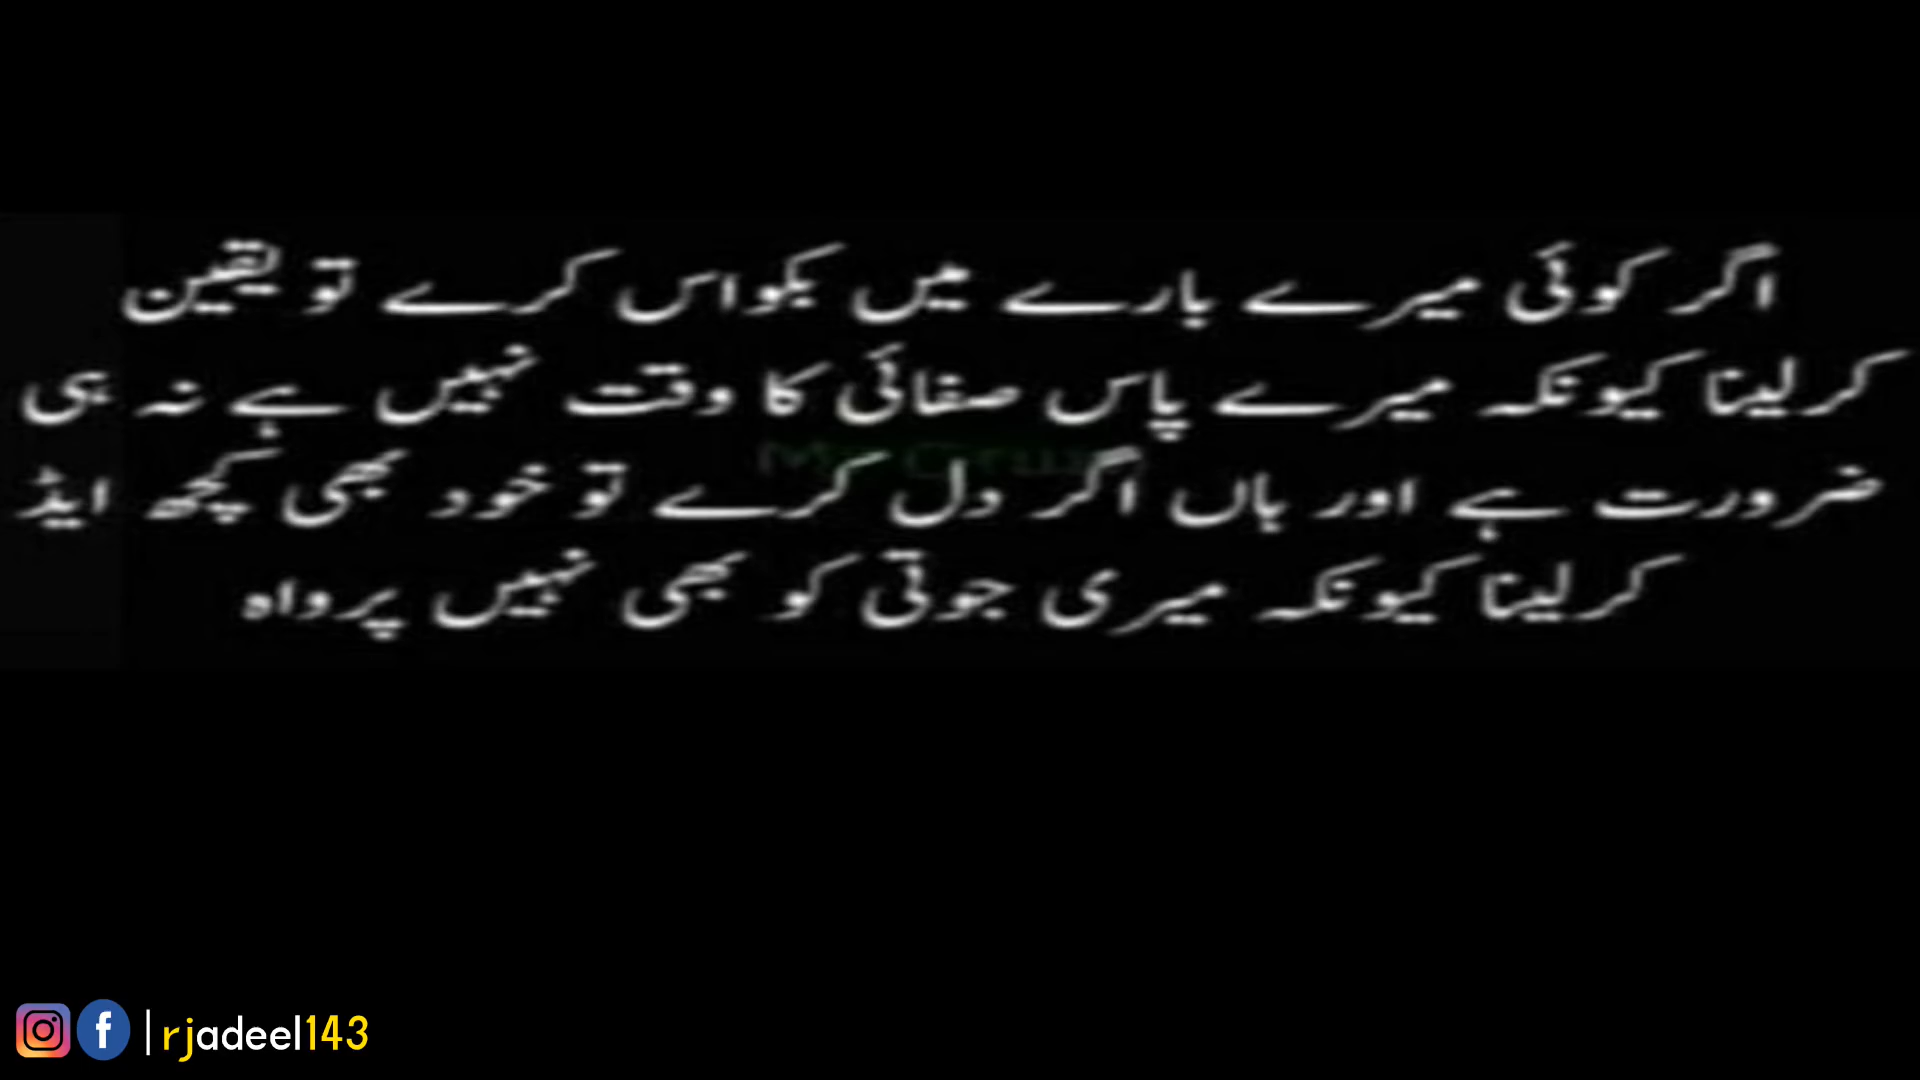 اگر کوئی میرے بارے میں بکواس کرے تو یقین
کرلینا کیونکہ میرے پاس صفائی کا وقت نہیں ہے نہ ہی
ضرورت ہے اور ہاں اگر دل کرے تو خود بھی کچھ ایڈ
کرلینا کیونکہ میری جوتی کو بھی نہیں پرواہ
rjadeel143